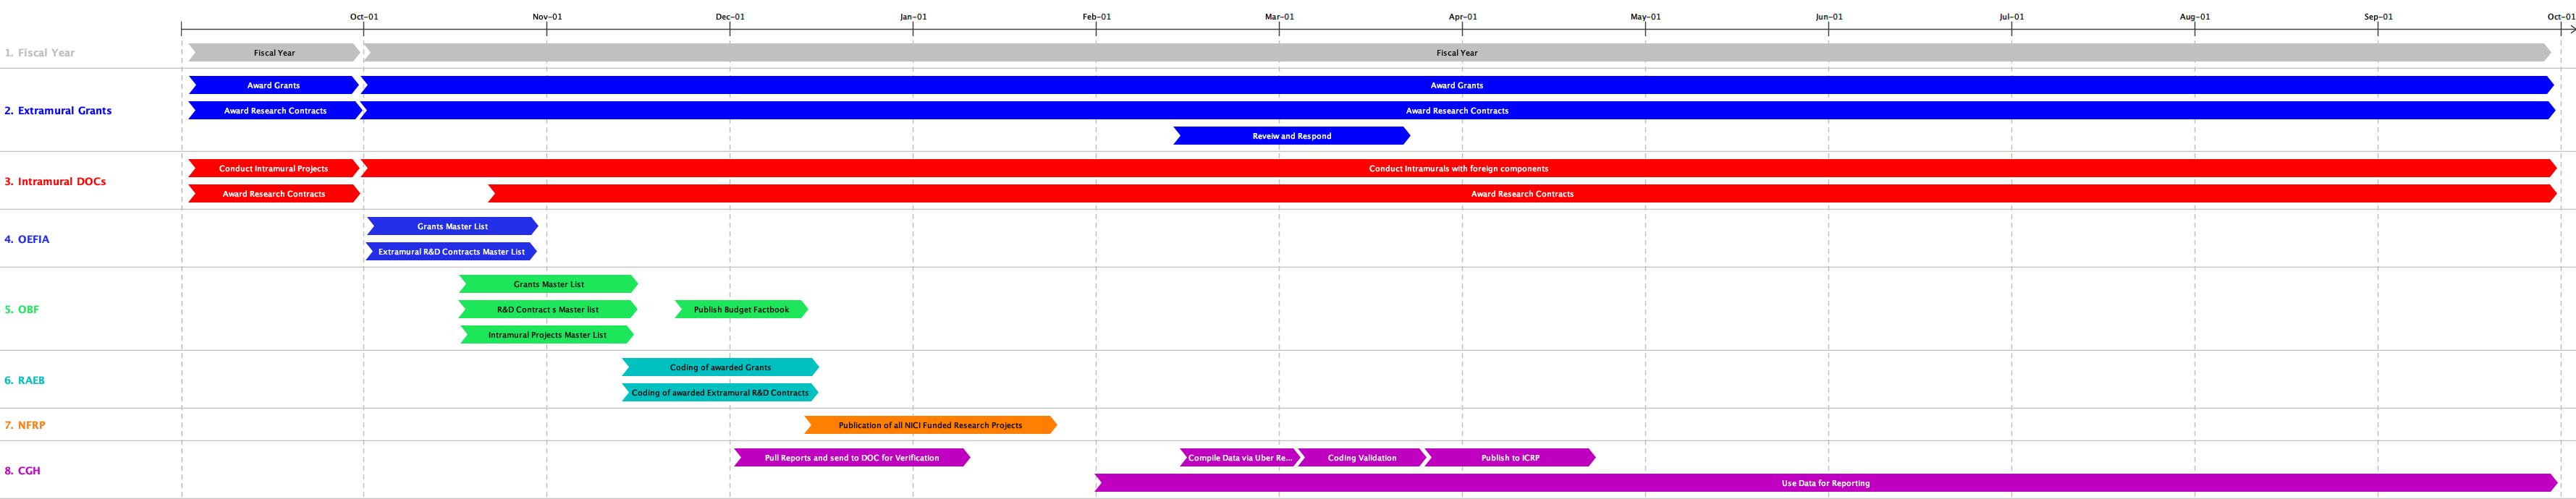 Oct-01 Nov-01 Dec-01 Jan-01 Feb-01 Mar-01 Apr-01 May-01 Jun-01 Jul-01 Aug-01 Sep-01 Oct-01
1. Fiscal Year Fiscal Year Fiscal Year
Award Grants Award Grants
2. Extramural Grants Award Research Contracts Award Research Contracts
Reveiw and Respond
Conduct Intramural Projects Conduct Intramurals with foreign components
3. Intramural DOCs
Award Research Contracts Award Research Contracts
Grants Master List
4. OEFIA
Extramural R&D Contracts Master List
Grants Master List
5. OBF R&D Contract s Master list Publish Budget Factbook
Intramural Projects Master List
Coding of awarded Grants
6. RAEB
Coding of awarded Extramural R&D Contracts
7. NFRP Publication of all NICI Funded Research Projects
Pull Reports and send to DOC for Verification Compile Data via Uber Re... Coding Validation Publish to ICRP
8. CGH
Use Data for Reporting